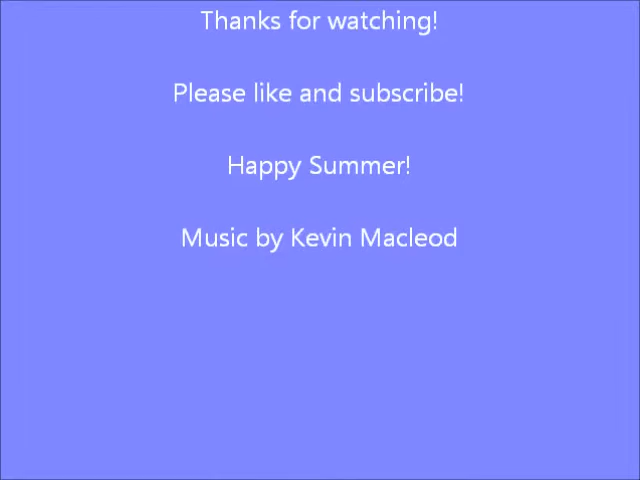 Thanks for watching!
Please like and subscribe!
Happy Summer!
Music by Kevin Macleod